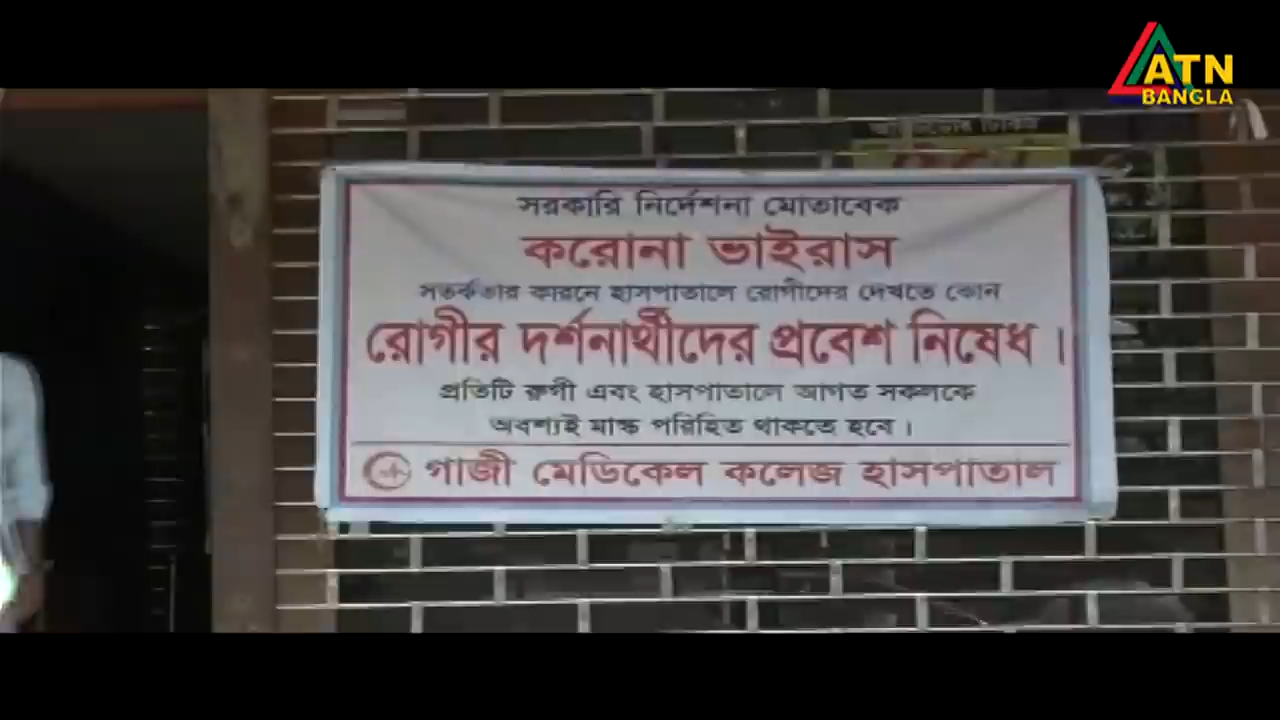 ATN
BANGLA
সরকারি নির্দেশনা মোতাবেক
করোনা ভাইরাস
সতর্কতার কারনে হাসপাতালে রোগীদের দেখতে কোন
রোগীর দর্শনার্থীদের প্রবেশ নিষেধ।
প্রতিটি রুগী এবং হাসপাতালে আগত সকলকে
অবশ্যই মাস্ক পরিহিত থাকতে হবে।
গাজী মেডিকেল কলেজ হাসপাতাল